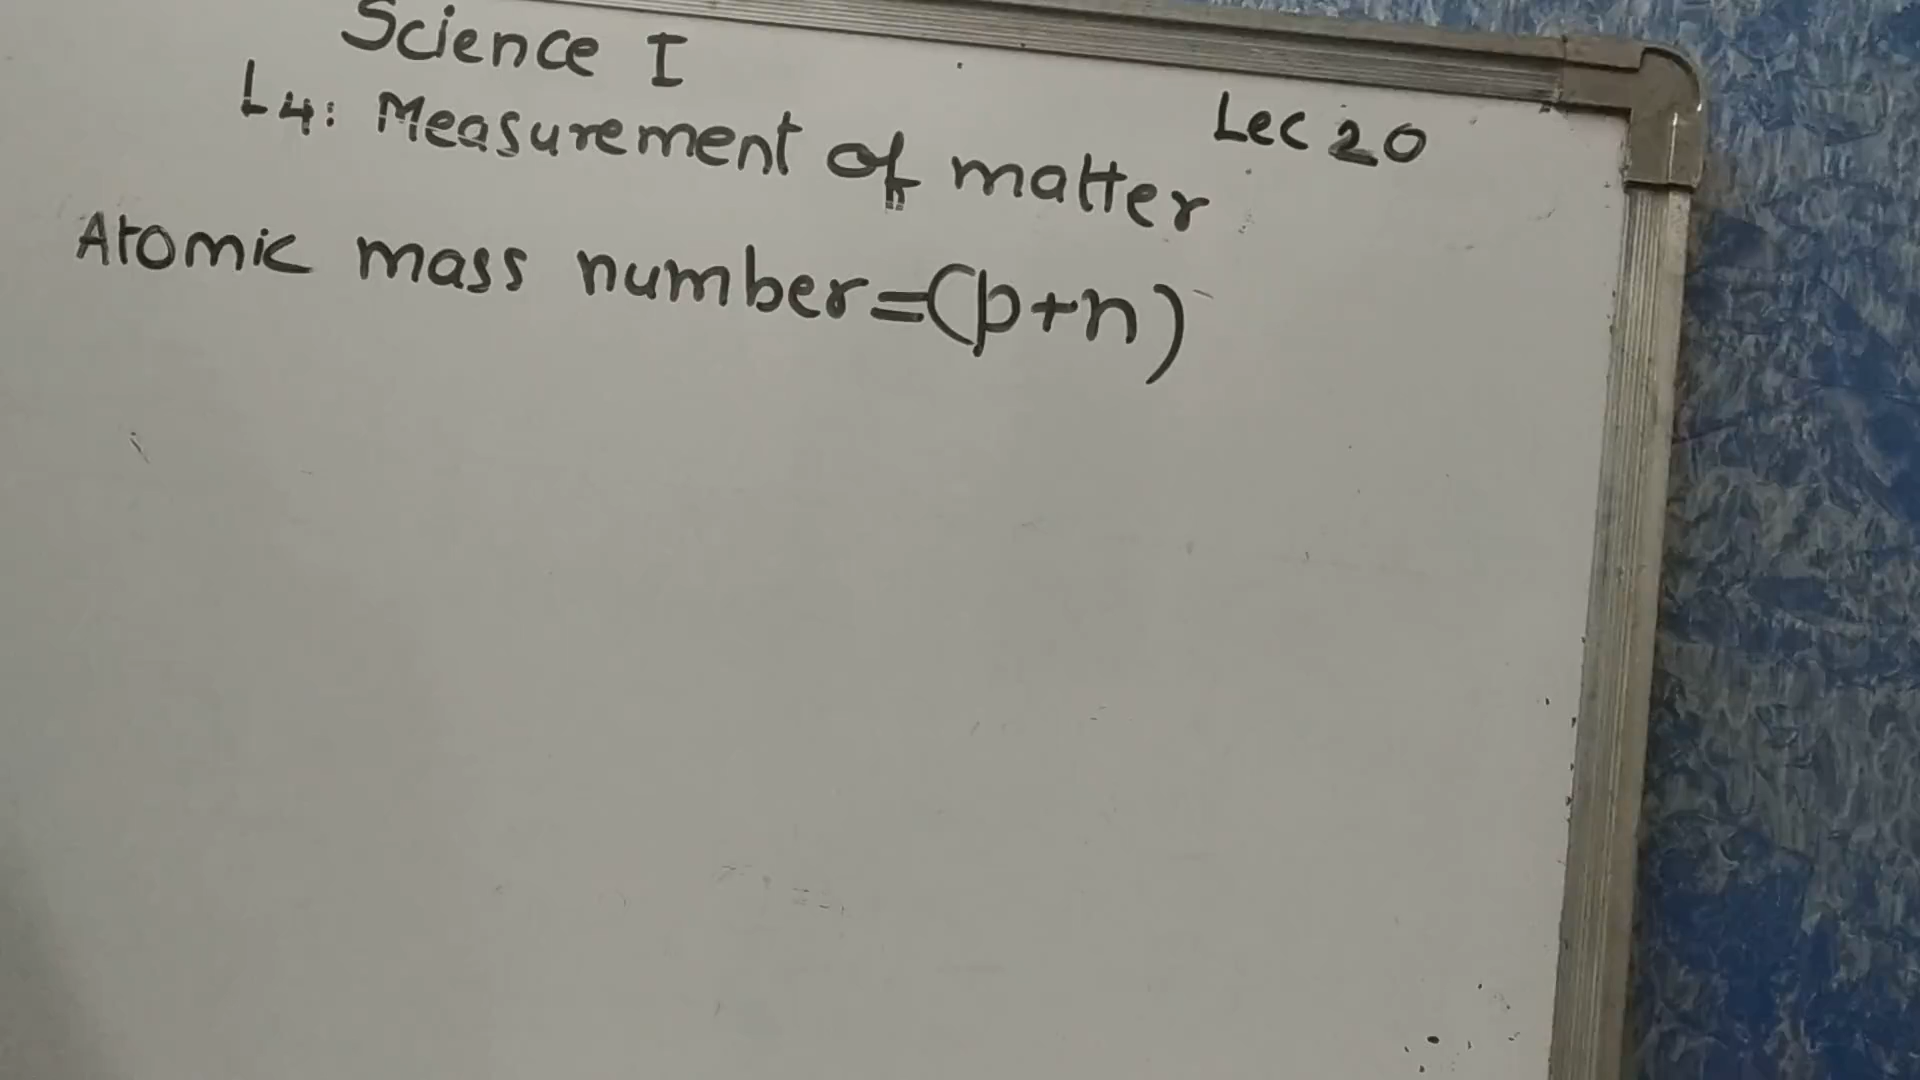 Science I
Lec 20
L4: Measurement of matter
Atomic mass number=(p+n)